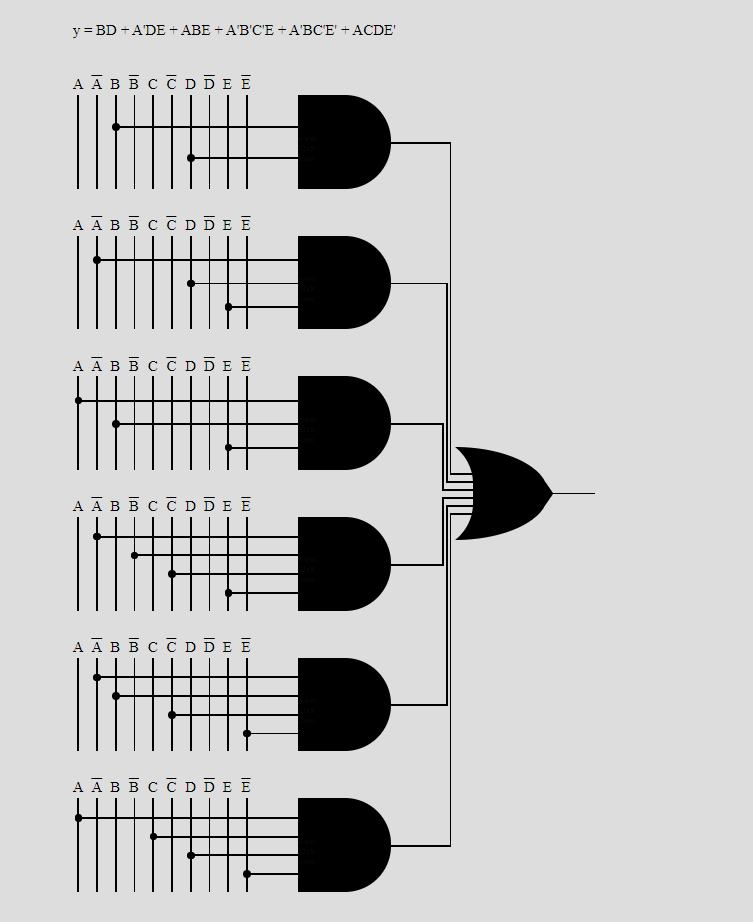 y = BD + A'DE + ABE + A'B'C'E + A'BC'E' + ACDE'
A A̅ B B̅ C C̅ D D̅ E E̅
A A̅ B B̅ C C̅ D D̅ E E̅
A A̅ B B̅ C C̅ D D̅ E E̅
A A̅ B B̅ C C̅ D D̅ E E̅
A A̅ B B̅ C C̅ D D̅ E E̅
A A̅ B B̅ C C̅ D D̅ E E̅